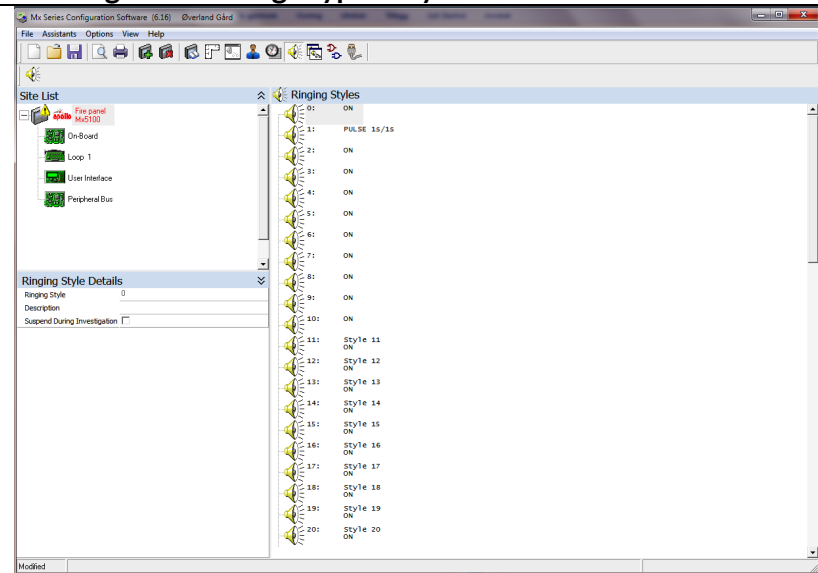 Mx Series Configuration Software (6.16) Øverland Gård
File Assistants Options View Help
Site List
Fire panel
apollo Mx5100
On-Board
Loop 1
User Interface
Peripheral Bus
Ringing Style Details
Ringing Style 0
Description
Suspend During Investigation
Ringing Styles
0: ON
1: PULSE 1s/1s
2: ON
3: ON
4: ON
5: ON
6: ON
7: ON
8: ON
9: ON
10: ON
11: Style 11
ON
12: Style 12
ON
13: Style 13
ON
14: Style 14
ON
15: Style 15
ON
16: Style 16
ON
17: Style 17
ON
18: Style 18
ON
19: Style 19
ON
20: Style 20
ON
Modified